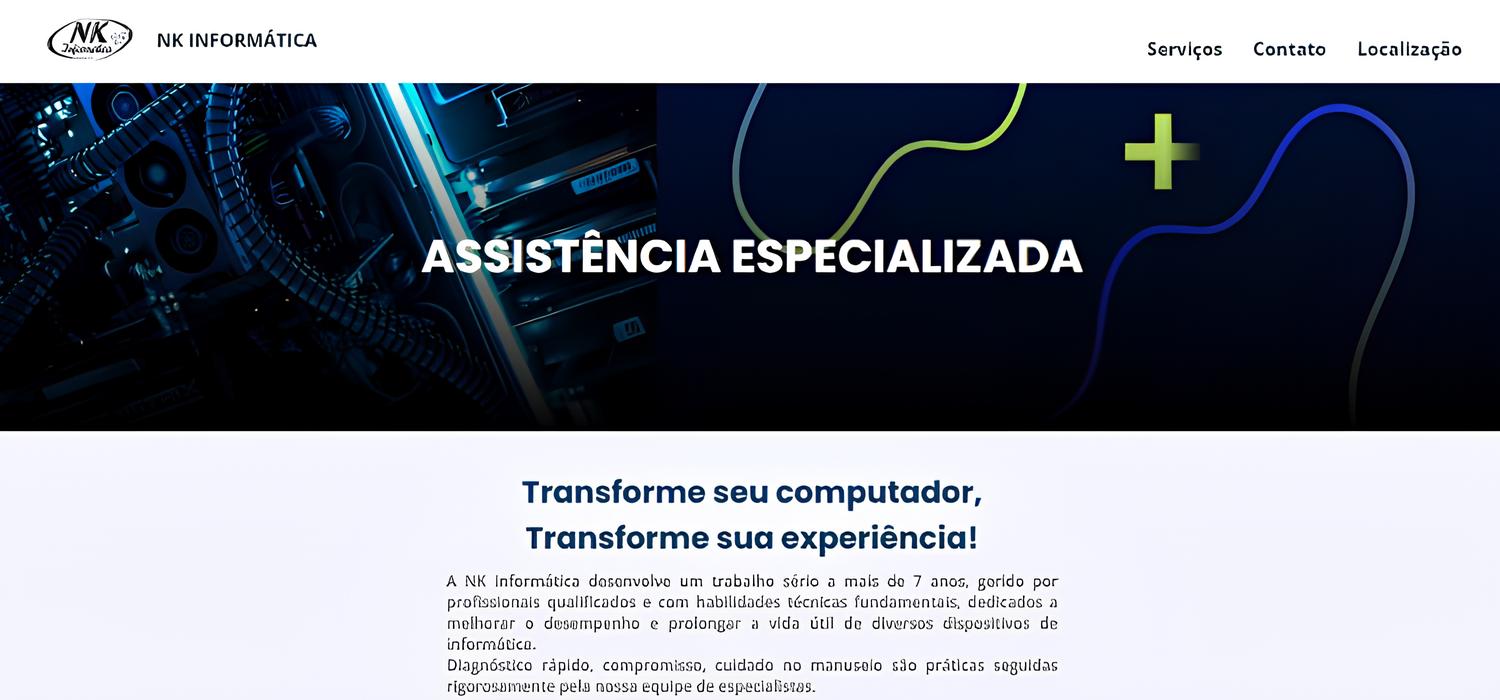 NK
Informática
NK INFORMÁTICA
Serviços
Contato
Localização
ASSISTÊNCIA ESPECIALIZADA
Transforme seu computador,
Transforme sua experiência!
A NK Informática desenvolve um trabalho sério a mais de 7 anos, gerido por
profissionais qualificados e com habilidades técnicas fundamentais, dedicados a
melhorar o desempenho e prolongar a vida útil de diversos dispositivos de
informática.
Diagnóstico rápido, compromisso, cuidado no manuseio são práticas seguidas
rigorosamente pela nossa equipe de especialistas.